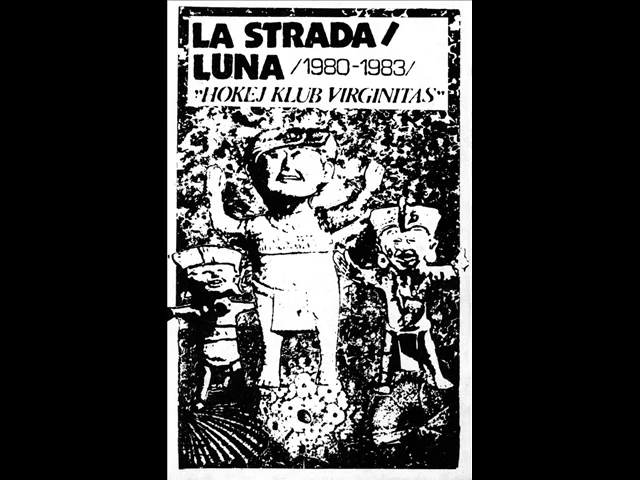 LA STRADA/
LUNA /1980-1983/
"HOKEJ KLUB VIRGINITAS"